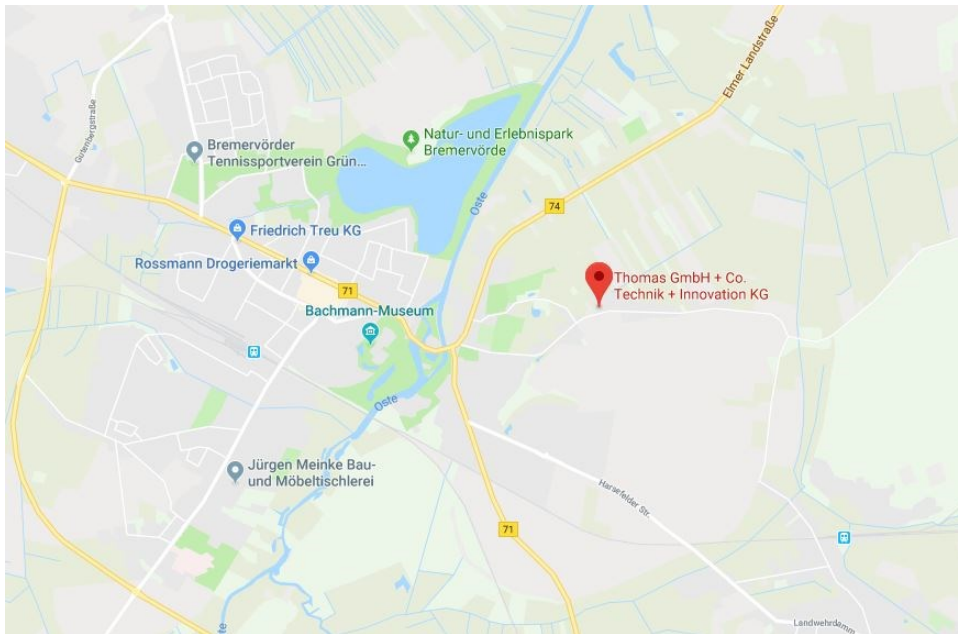 Gutenbergstraße
Elmer Landstraße
Bremervörder
Tennissportverein Grün...
Natur- und Erlebnispark
Bremervörde
Oste
74
Friedrich Treu KG
Rossmann Drogeriemarkt
71
Thomas GmbH + Co.
Technik + Innovation KG
Bachmann-Museum
Oste
Jürgen Meinke Bau-
und Möbeltischlerei
Harsefelder Str.
71
Landwehrdamm
ste